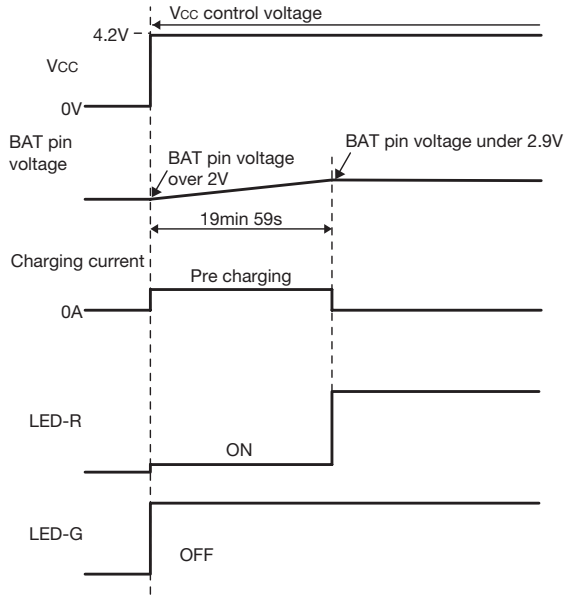 Vcc control voltage
4.2V
Vcc
0V
BAT pin
voltage
BAT pin voltage
over 2V
BAT pin voltage under 2.9V
19min 59s
Charging current
Pre charging
0A
LED-R
ON
LED-G
OFF